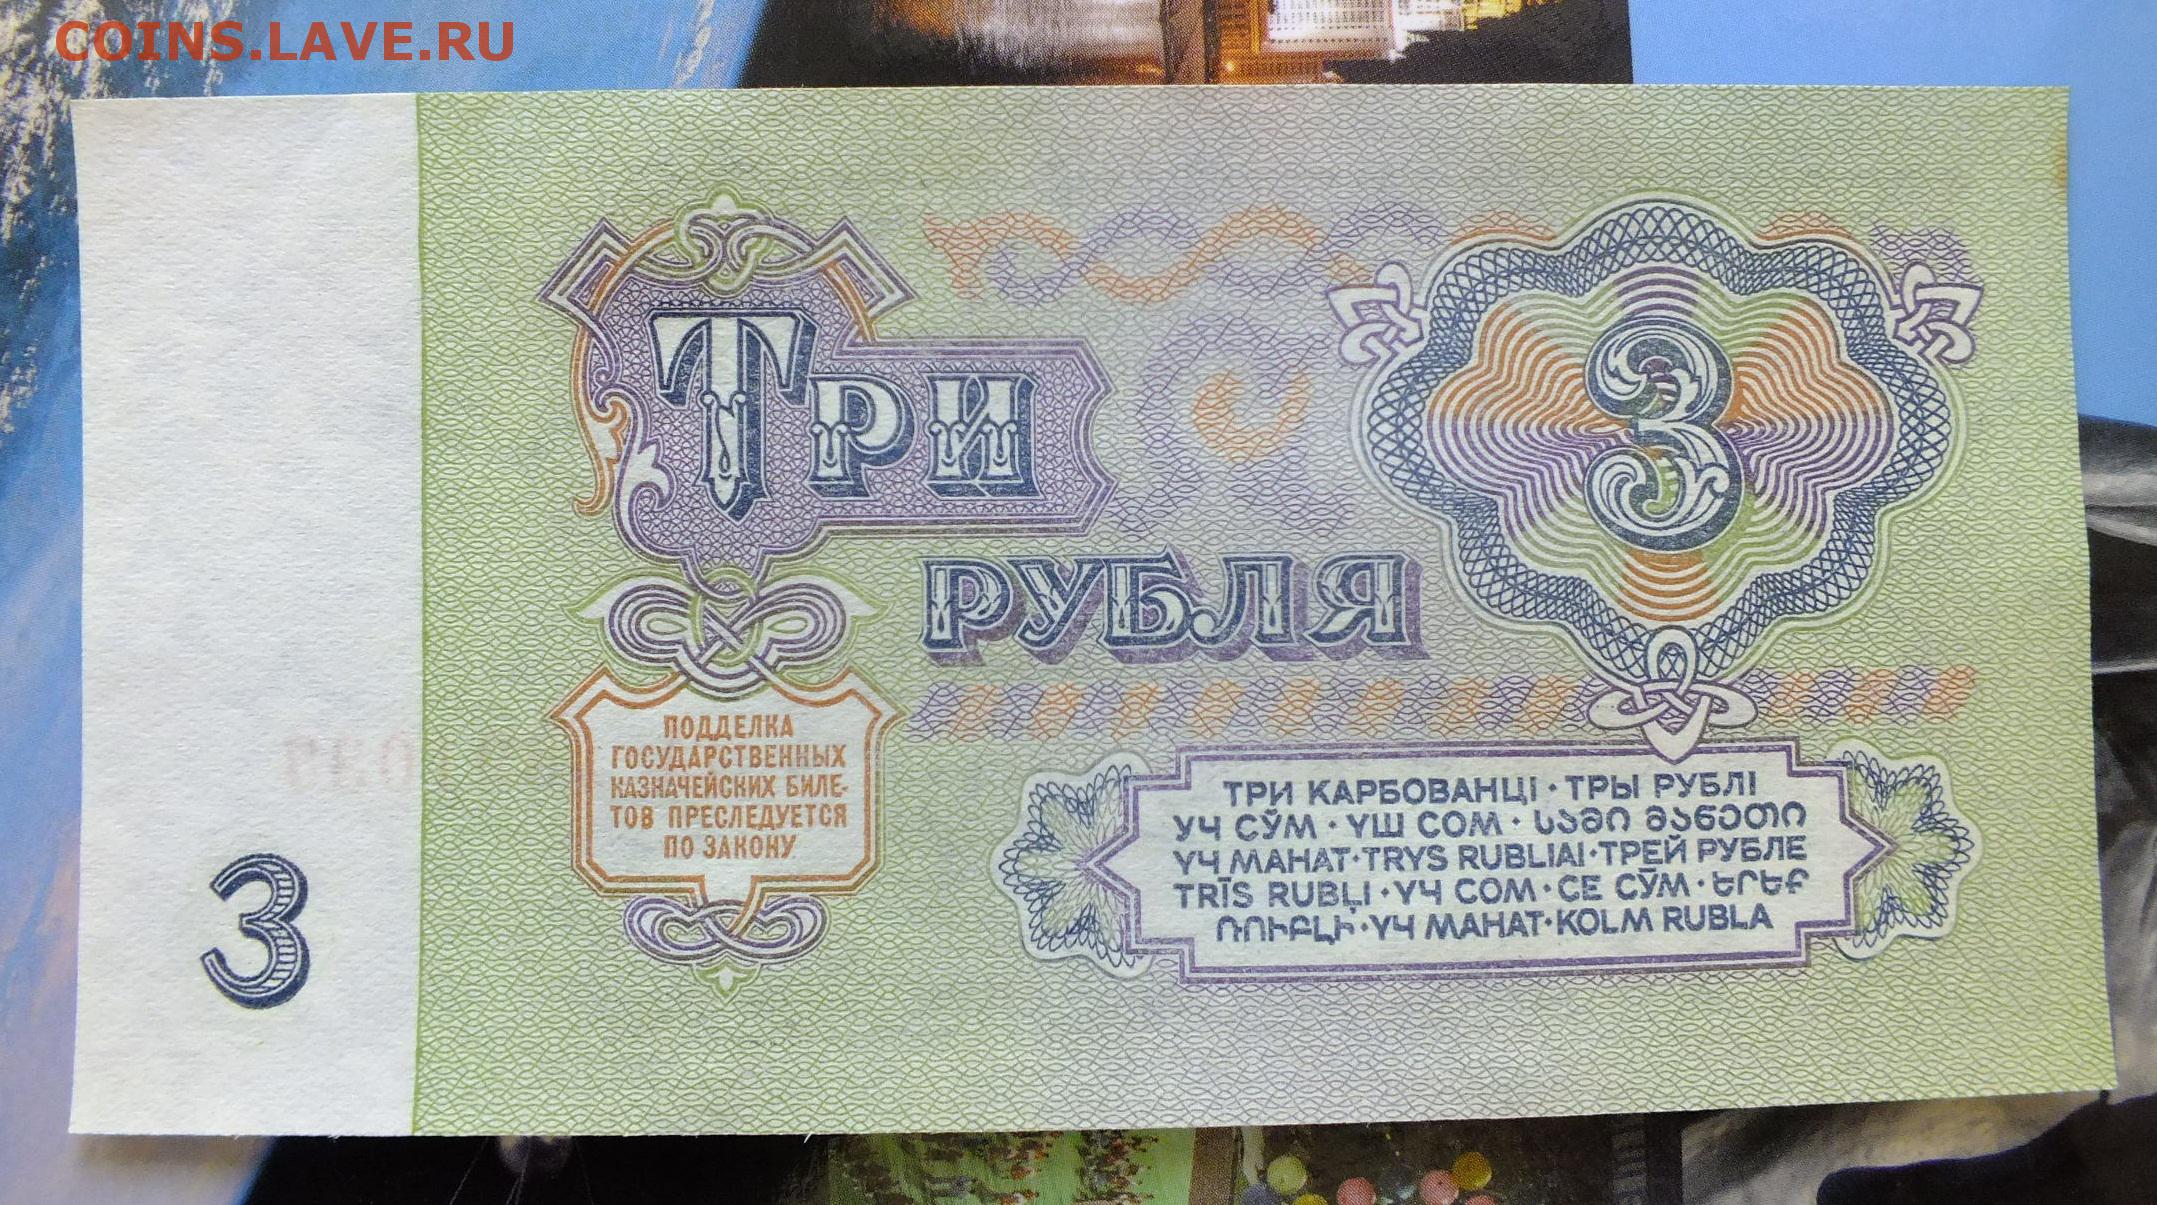 COINS.LAVE.RU
ТРИ
3
РУБЛЯ
ПОДДЕЛКА
ГОСУДАРСТВЕННЫХ
КАЗНАЧЕЙСКИХ БИЛЕ-
ТОВ ПРЕСЛЕДУЕТСЯ
ПО ЗАКОНУ
ТРИ КАРБОВАНЦІ · ТРЫ РУБЛІ
УЧ СЎМ · ҮШ СОМ · ᲡᲐᲛᲘ ᲛᲐᲜᲔᲗᲘ
ҮЧ МАНАТ · TRYS RUBLIAI · ТРЕЙ РУБЛЕ
TRĪS RUBĻI · ҮЧ СОМ · СЕ СӮМ · ԵՐԵՔ
ՌՈՒԲԼԻ · ҮЧ МАНАТ · KOLM RUBLA
3